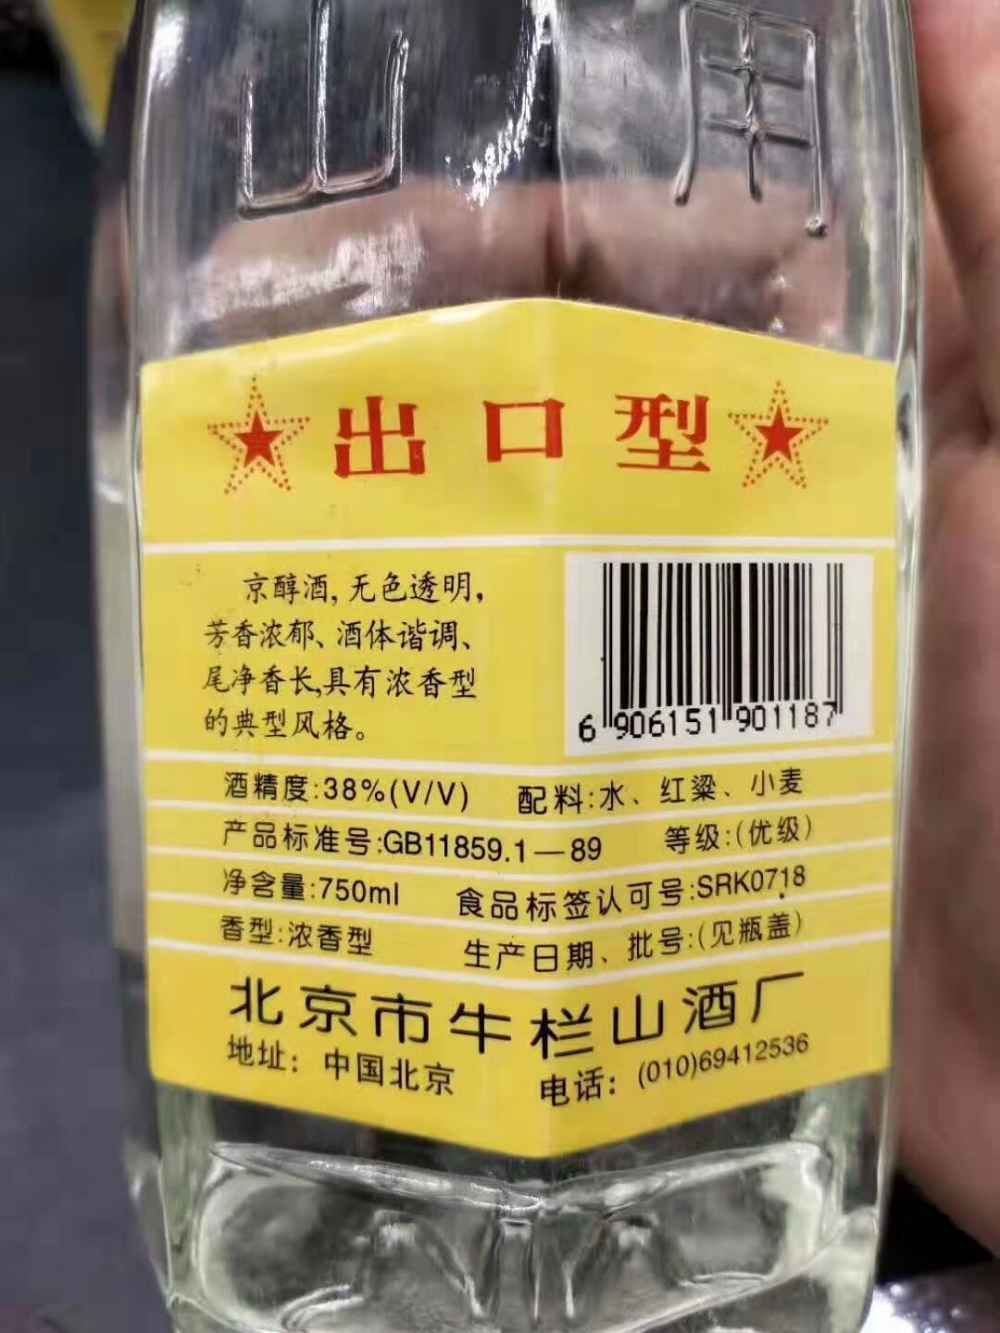 山 用
出口型
京醇酒，无色透明，
芳香浓郁、酒体谐调、
尾净香长，具有浓香型
的典型风格。
6 906151 901187
酒精度：38%(V/V) 配料：水、红粱、小麦
产品标准号：GB11859.1—89 等级：(优级)
净含量：750ml 食品标签认可号：SRK0718
香型：浓香型 生产日期、批号：(见瓶盖)
北京市牛栏山酒厂
地址：中国北京 电话：(010)69412536